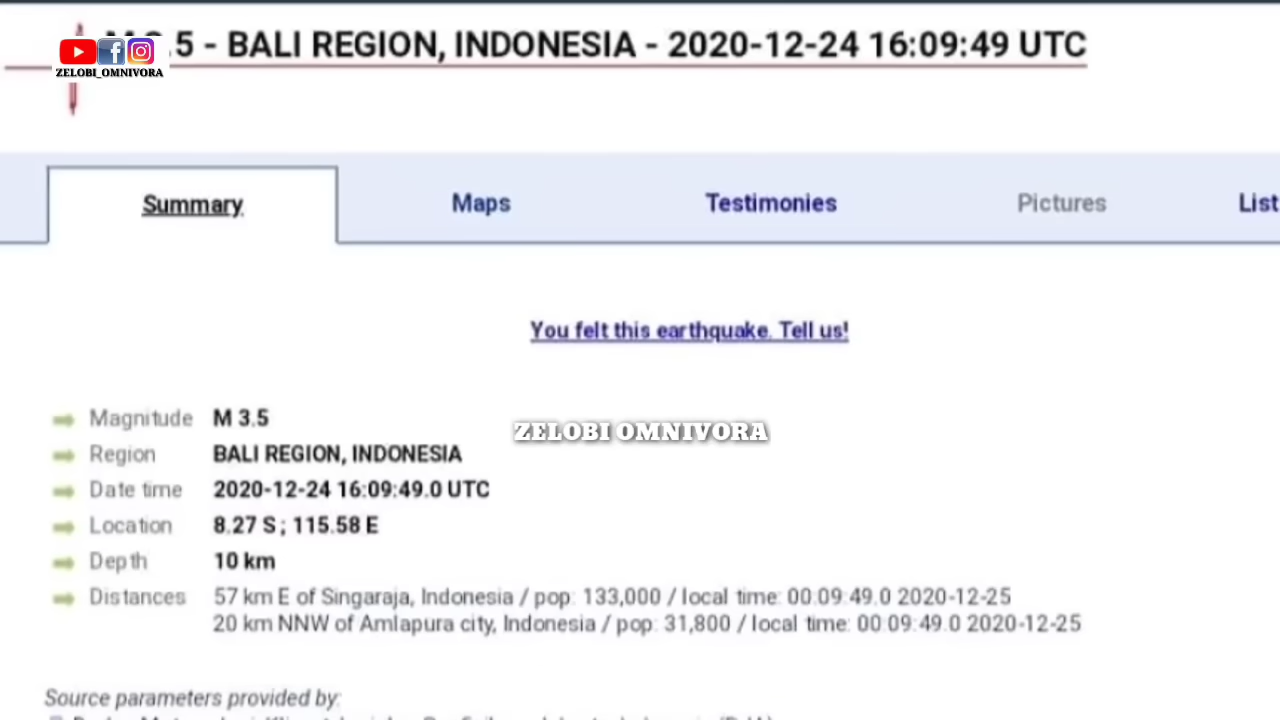 5 - BALI REGION, INDONESIA - 2020-12-24 16:09:49 UTC
ZELOBI_OMNIVORA
Summary
Maps
Testimonies
Pictures
List
You felt this earthquake. Tell us!
Magnitude M 3.5
ZELOBI OMNIVORA
Region BALI REGION, INDONESIA
Date time 2020-12-24 16:09:49.0 UTC
Location 8.27 S ; 115.58 E
Depth 10 km
Distances 57 km E of Singaraja, Indonesia / pop: 133,000 / local time: 00:09:49.0 2020-12-25
20 km NNW of Amlapura city, Indonesia / pop: 31,800 / local time: 00:09:49.0 2020-12-25
Source parameters provided by: